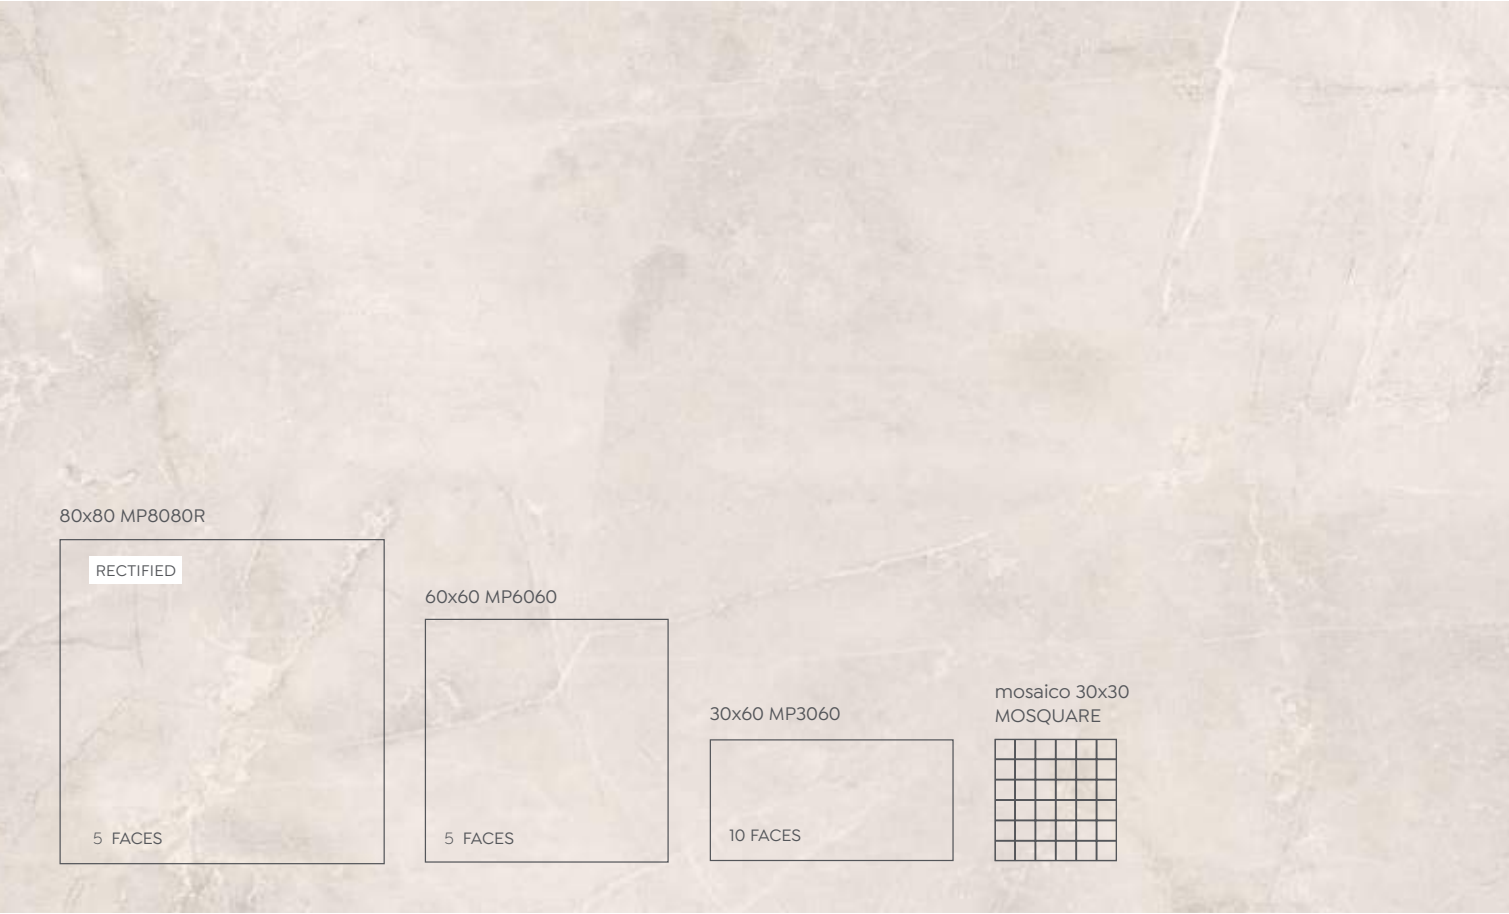 80x80 MP8080R
RECTIFIED
5 FACES
60x60 MP6060
5 FACES
30x60 MP3060
10 FACES
mosaico 30x30
MOSQUARE